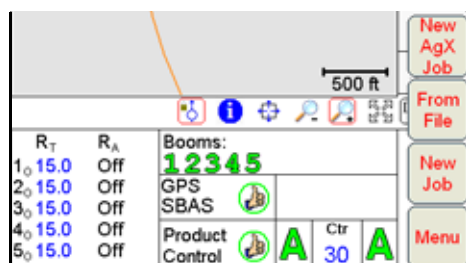 500 ft
New
AgX
Job
From
File
New
Job
Menu
RT RA
1 15.0 Off
2 15.0 Off
3 15.0 Off
4 15.0 Off
5 15.0 Off
Booms:
12345
GPS
SBAS
Product
Control
A
Ctr
30
A